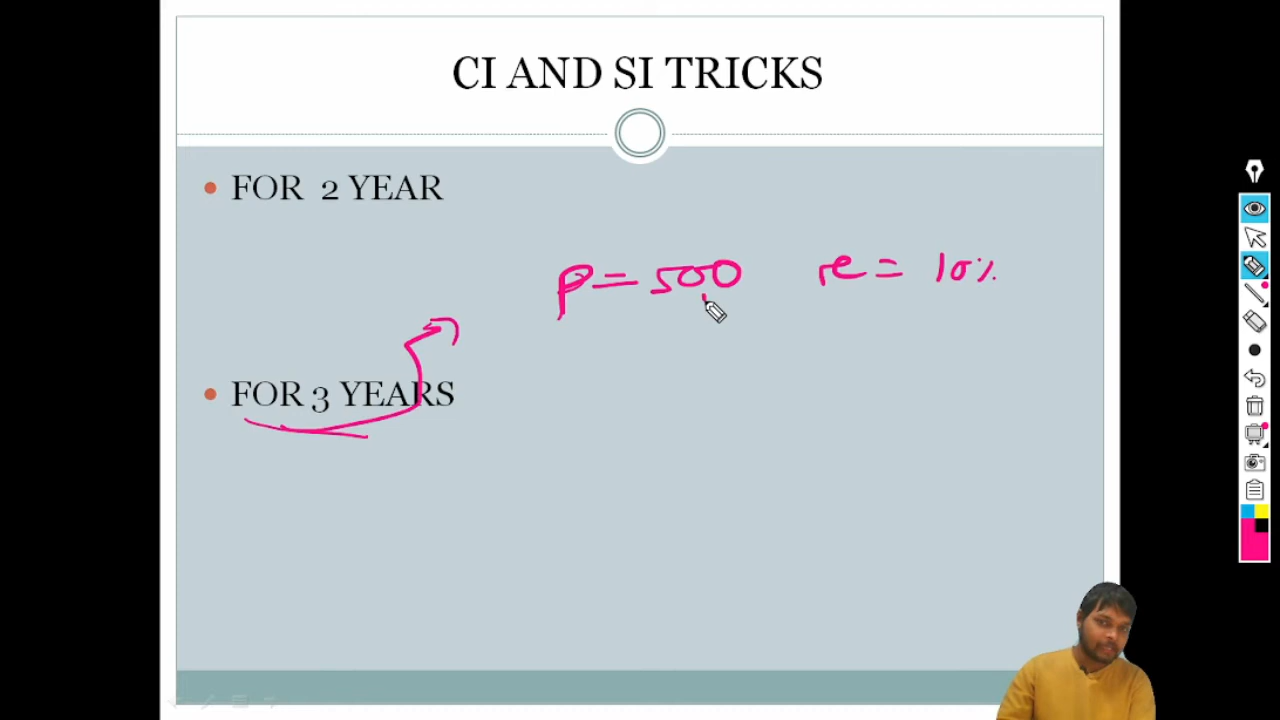 CI AND SI TRICKS
FOR 2 YEAR
P = 500 r = 10%
FOR 3 YEARS